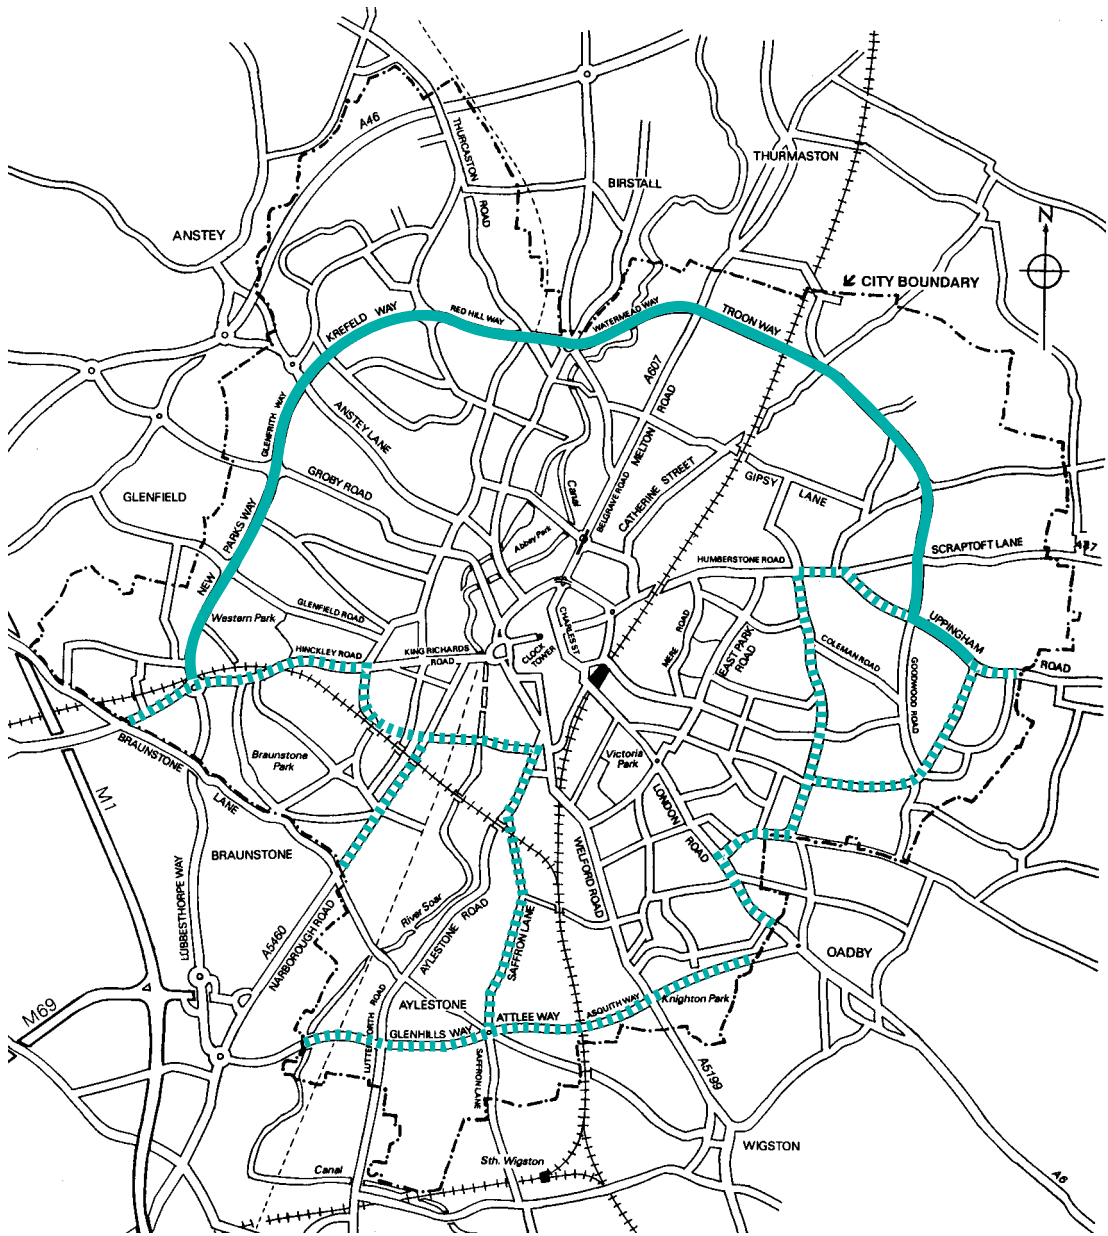 A46
THURCASTON
ROAD
THURMASTON
BIRSTALL
N
ANSTEY
CITY BOUNDARY
KREFELD WAY
RED HILL WAY
WATERMEAD WAY
TROON WAY
A607
MELTON
ROAD
GLENFRITH WAY
ANSTEY LANE
GROBY ROAD
CATHERINE STREET
BELGRAVE ROAD
GIPSY
LANE
GLENFIELD
Canal
Abbey Park
NEW
PARKS WAY
HUMBERSTONE ROAD
SCRAPTOFT LANE
GLENFIELD ROAD
Western Park
HINCKLEY ROAD
KING RICHARDS
ROAD
CLOCK
TOWER
CHARLES ST
MERE
ROAD
EAST PARK
ROAD
COLEMAN ROAD
GOODWOOD ROAD
UPPINGHAM
ROAD
BRAUNSTONE
LANE
Braunstone
Park
Victoria
Park
M1
LONDON
ROAD
BRAUNSTONE
WELFORD ROAD
LUBBESTHORPE WAY
A5460
NARBOROUGH ROAD
River Soar
AYLESTONE
ROAD
SAFFRON LANE
OADBY
M69
AYLESTONE
ATTLEE WAY
ASQUITH WAY
Knighton Park
GLENHILLS WAY
LUTTERWORTH ROAD
SAFFRON LANE
A5199
WIGSTON
Sth. Wigston
Canal
A6